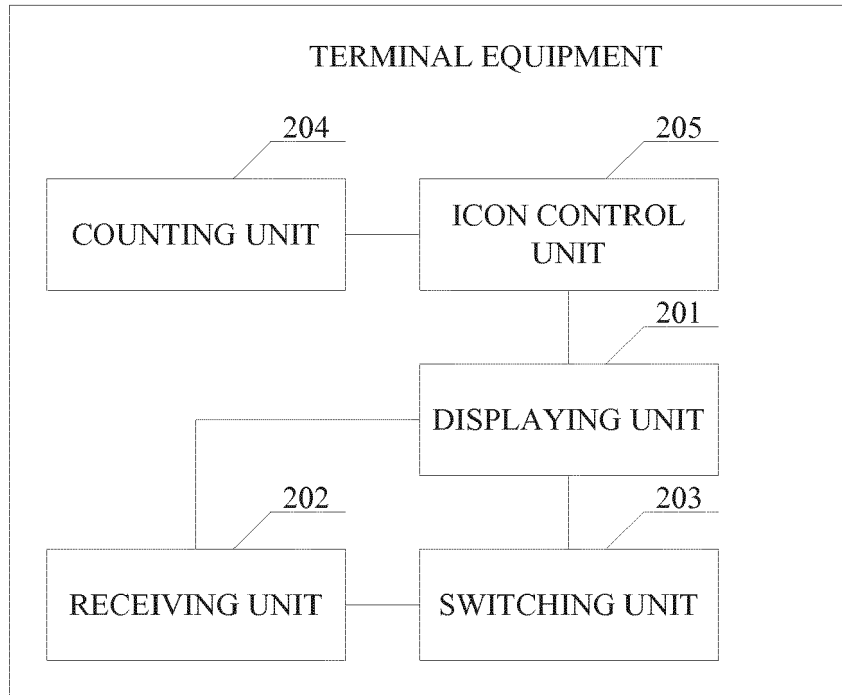 TERMINAL EQUIPMENT
204
205
COUNTING UNIT
ICON CONTROL
UNIT
201
DISPLAYING UNIT
202
203
RECEIVING UNIT
SWITCHING UNIT